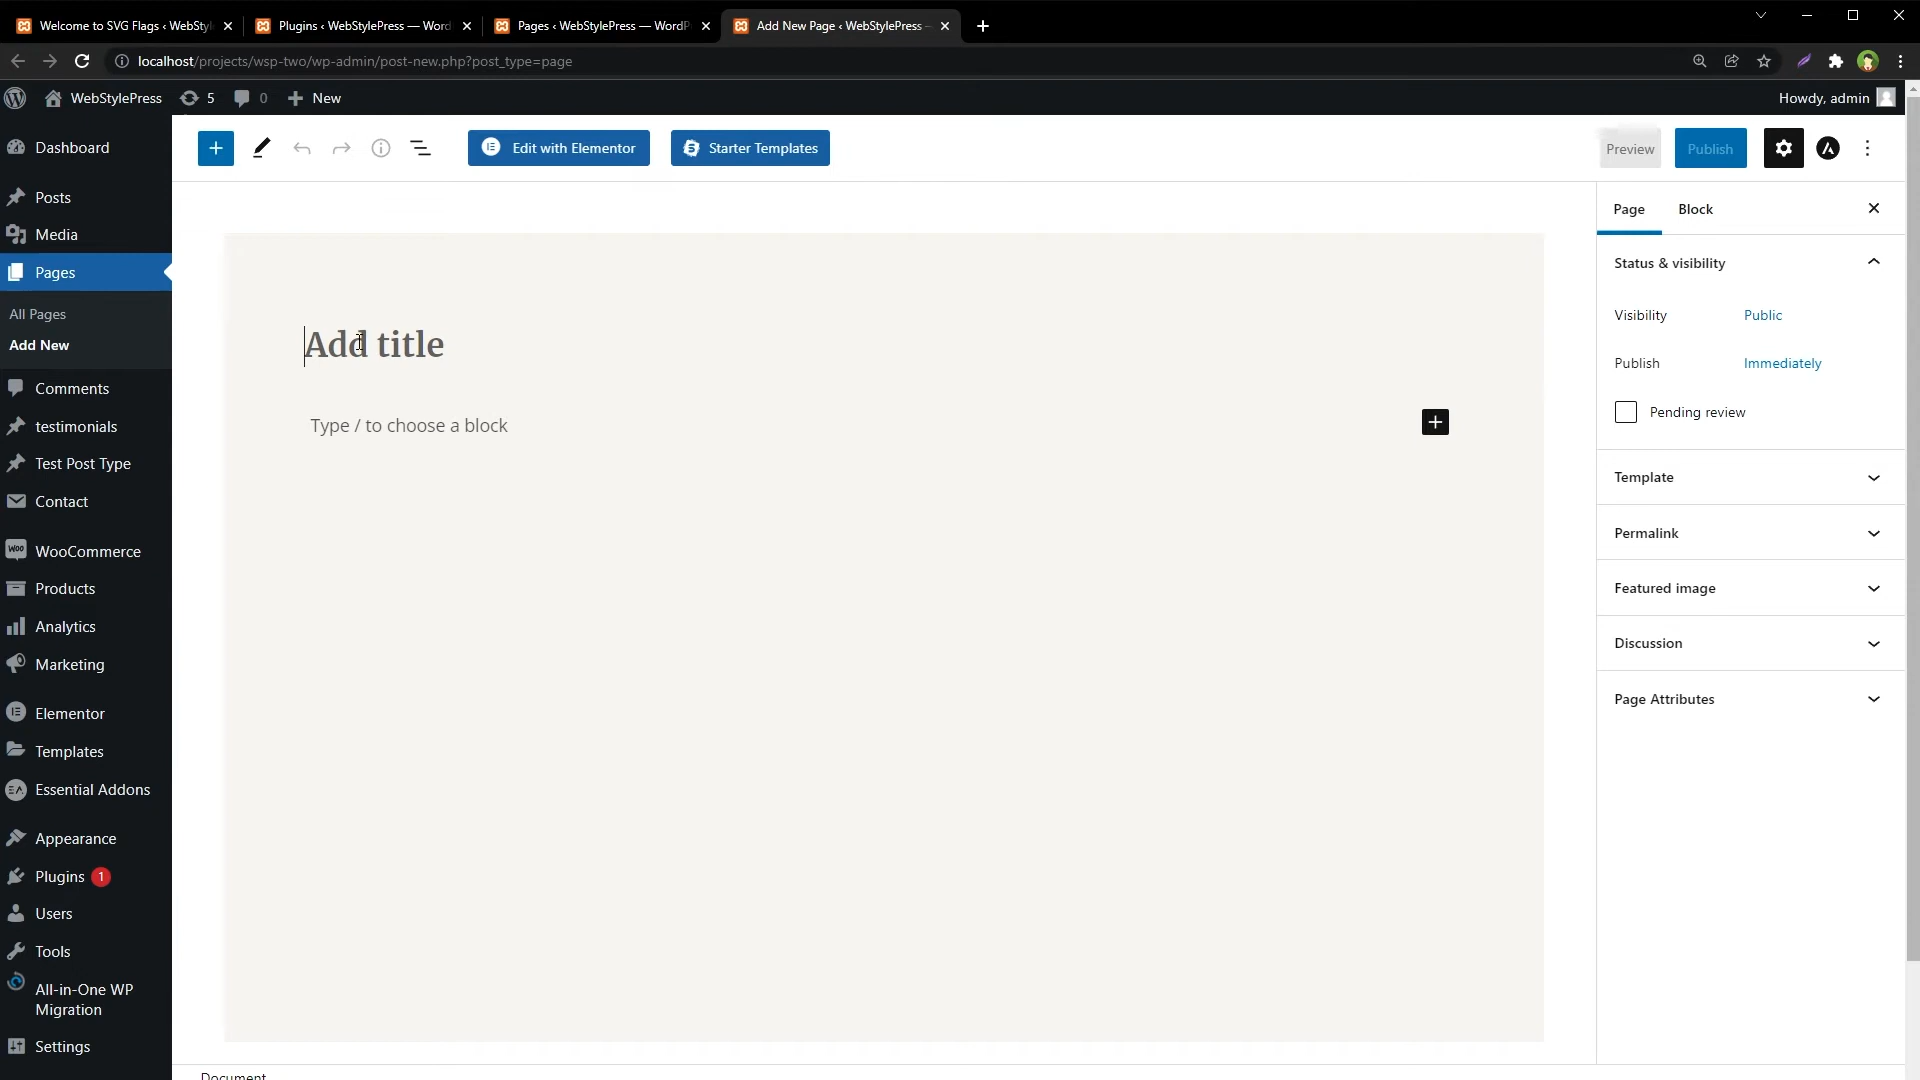 Welcome to SVG Flags ‹ WebStyle
Plugins ‹ WebStylePress — Word
Pages ‹ WebStylePress — WordP
Add New Page ‹ WebStylePress –
localhost/projects/wsp-two/wp-admin/post-new.php?post_type=page
WebStylePress
5
0
New
Howdy, admin
Dashboard
Posts
Media
Pages
All Pages
Add New
Comments
testimonials
Test Post Type
Contact
WooCommerce
Products
Analytics
Marketing
Elementor
Templates
Essential Addons
Appearance
Plugins 1
Users
Tools
All-in-One WP
Migration
Settings
Edit with Elementor
Starter Templates
Preview
Publish
Add title
Type / to choose a block
Page
Block
Status & visibility
Visibility
Public
Publish
Immediately
Pending review
Template
Permalink
Featured image
Discussion
Page Attributes
Document